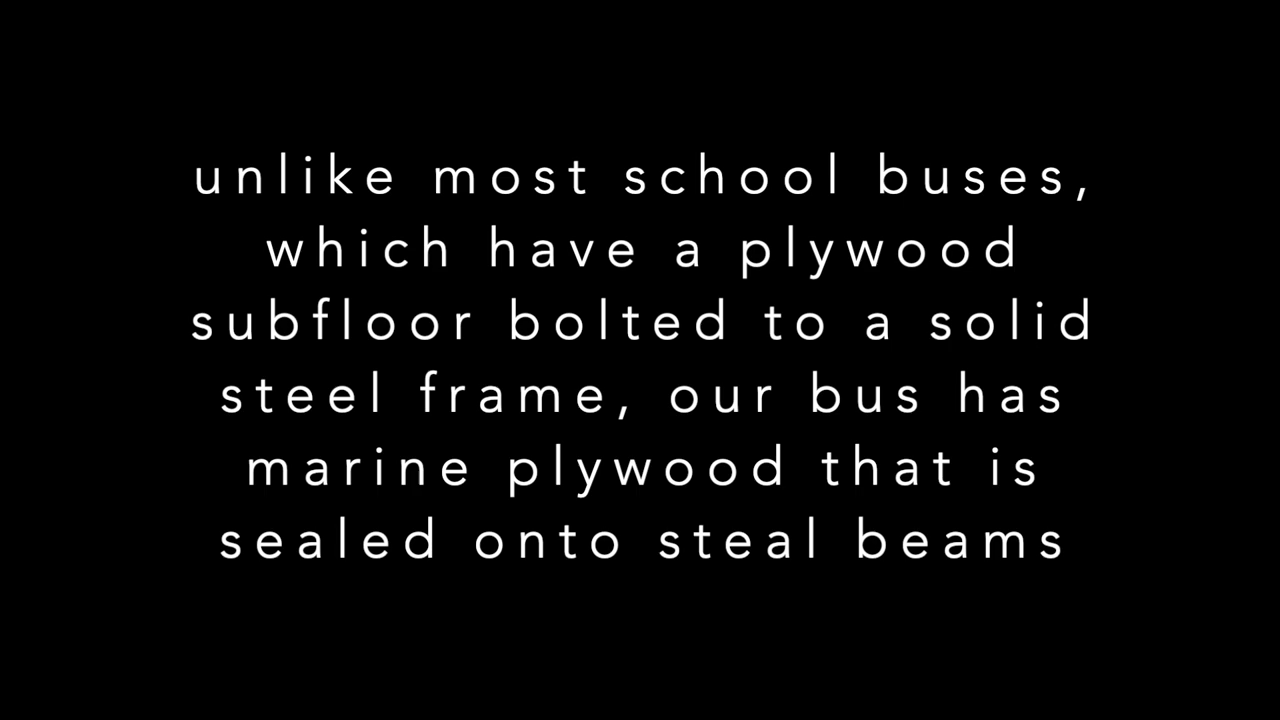 unlike most school buses,
which have a plywood
subfloor bolted to a solid
steel frame, our bus has
marine plywood that is
sealed onto steal beams